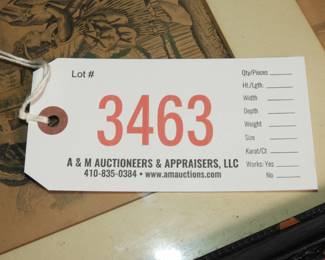 Lot #
3463
A & M AUCTIONEERS & APPRAISERS, LLC
410-835-0384 • www.amauctions.com
Qty/Pieces
Ht./Lgth:
Width
Depth
Weight
Size
Karat/Ct
Works: Yes
No